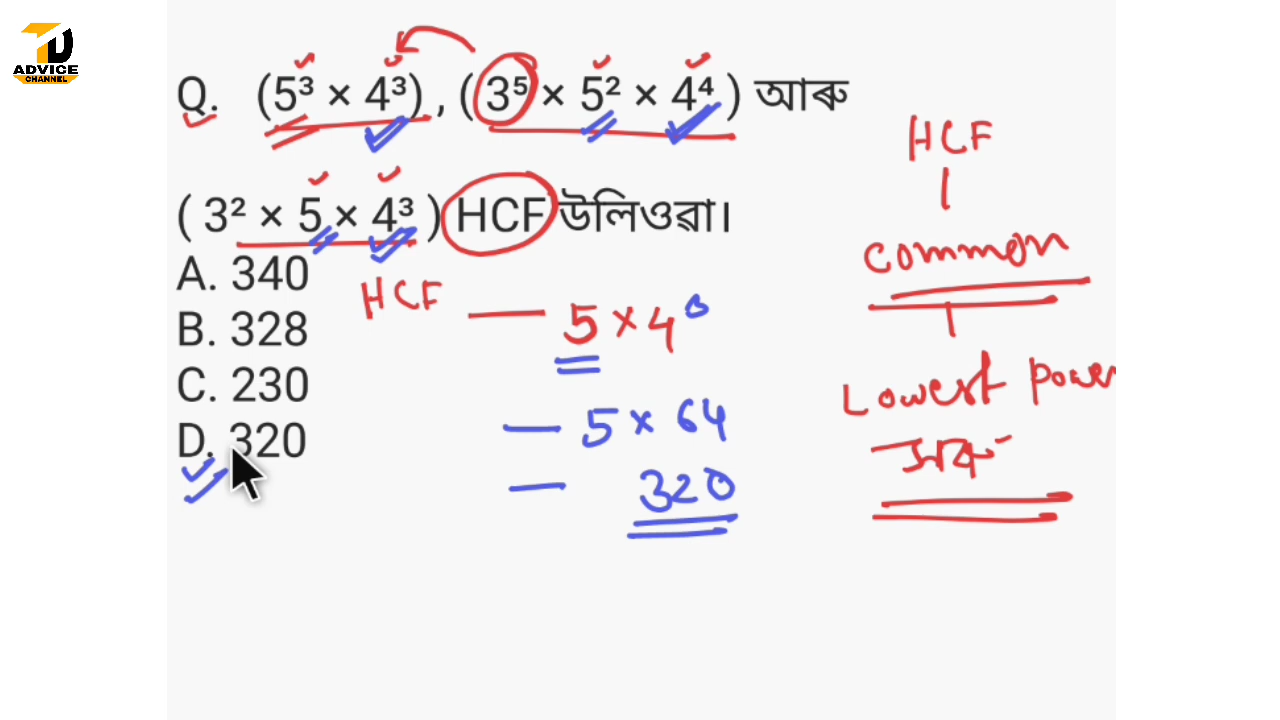 TD
ADVICE
CHANNEL
Q. (5³ × 4³) , ( 3⁵ × 5² × 4⁴ ) আৰু
( 3² × 5 × 4³ ) HCF উলিওৱা।
A. 340
B. 328
C. 230
D. 320
HCF — 5 × 4³
— 5 × 64
— 320
HCF
common
Lowest power